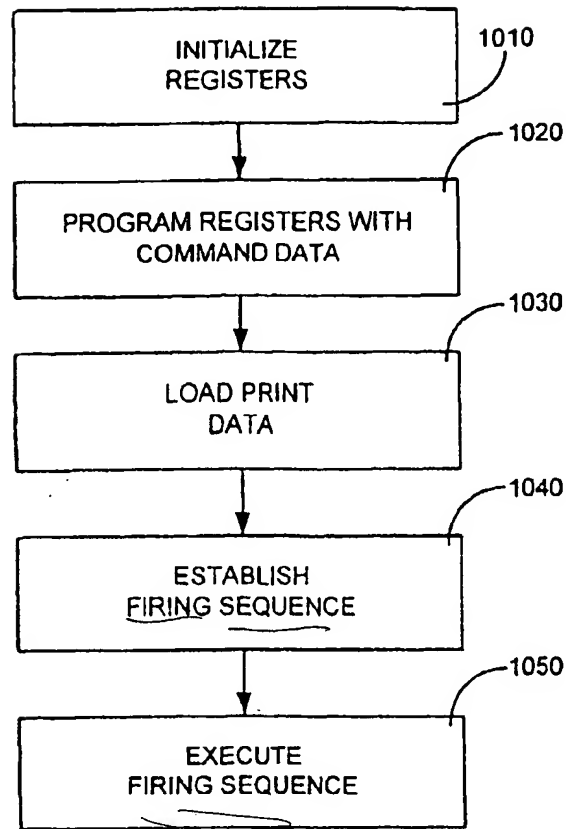 INITIALIZE
REGISTERS
1010
1020
PROGRAM REGISTERS WITH
COMMAND DATA
1030
LOAD PRINT
DATA
1040
ESTABLISH
FIRING SEQUENCE
1050
EXECUTE
FIRING SEQUENCE